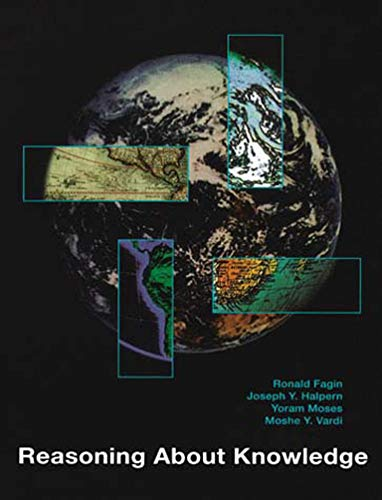 Ronald Fagin
Joseph Y. Halpern
Yoram Moses
Moshe Y. Vardi
Reasoning About Knowledge